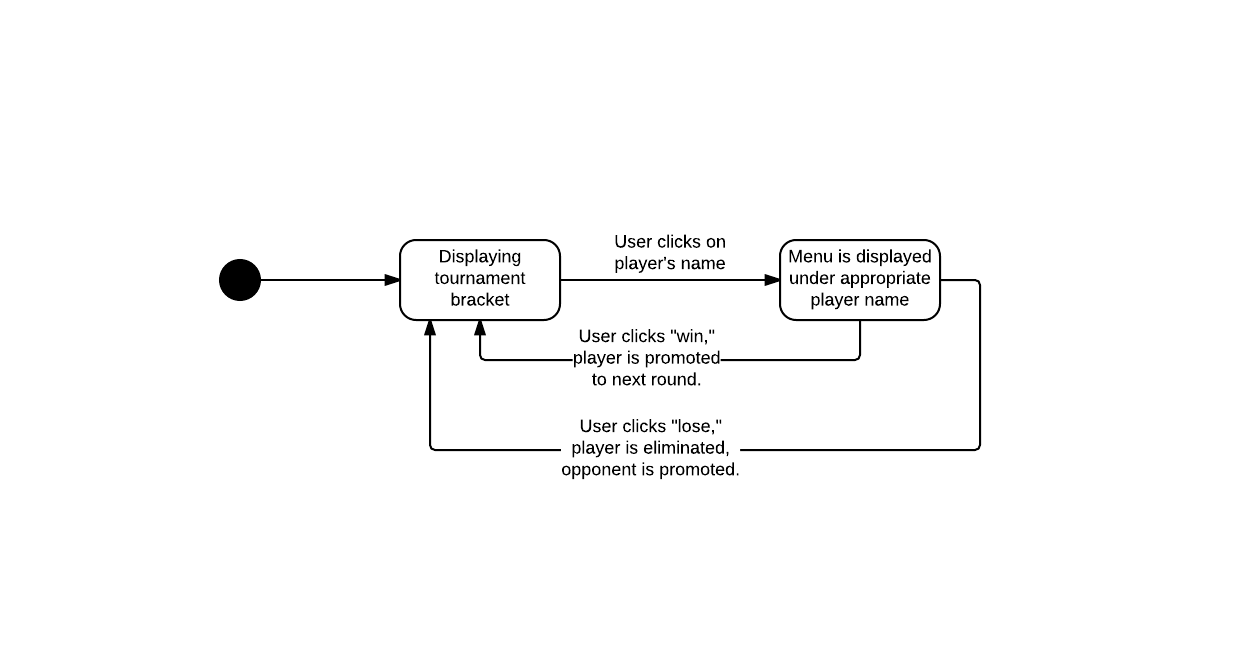 Displaying
tournament
bracket
User clicks on
player's name
Menu is displayed
under appropriate
player name
User clicks "win,"
player is promoted
to next round.
User clicks "lose,"
player is eliminated,
opponent is promoted.